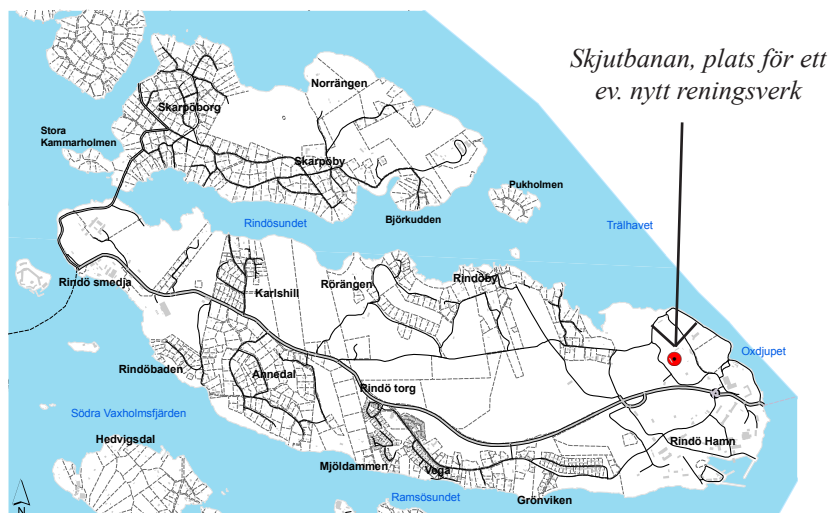 Skjutbanan, plats för ett
ev. nytt reningsverk
Norrängen
Skarpöborg
Stora
Kammarholmen
Skarpöby
Pukholmen
Björkudden
Rindösundet
Trälhavet
Rindö smedja
Karlshill
Rörängen
Rindöby
Oxdjupet
Rindöbaden
Annedal
Rindö torg
Södra Vaxholmsfjärden
Hedvigsdal
Rindö Hamn
Mjöldammen
Vega
Grönviken
Ramsösundet
N